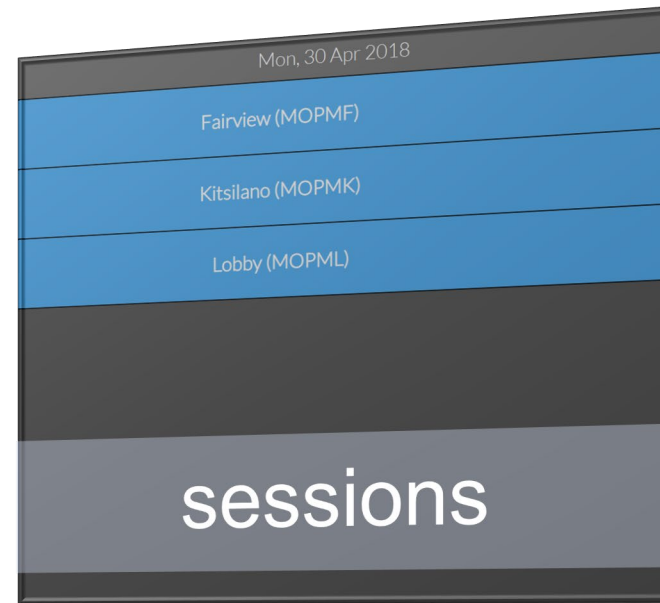 Mon, 30 Apr 2018
Fairview (MOPMF)
Kitsilano (MOPMK)
Lobby (MOPML)
sessions